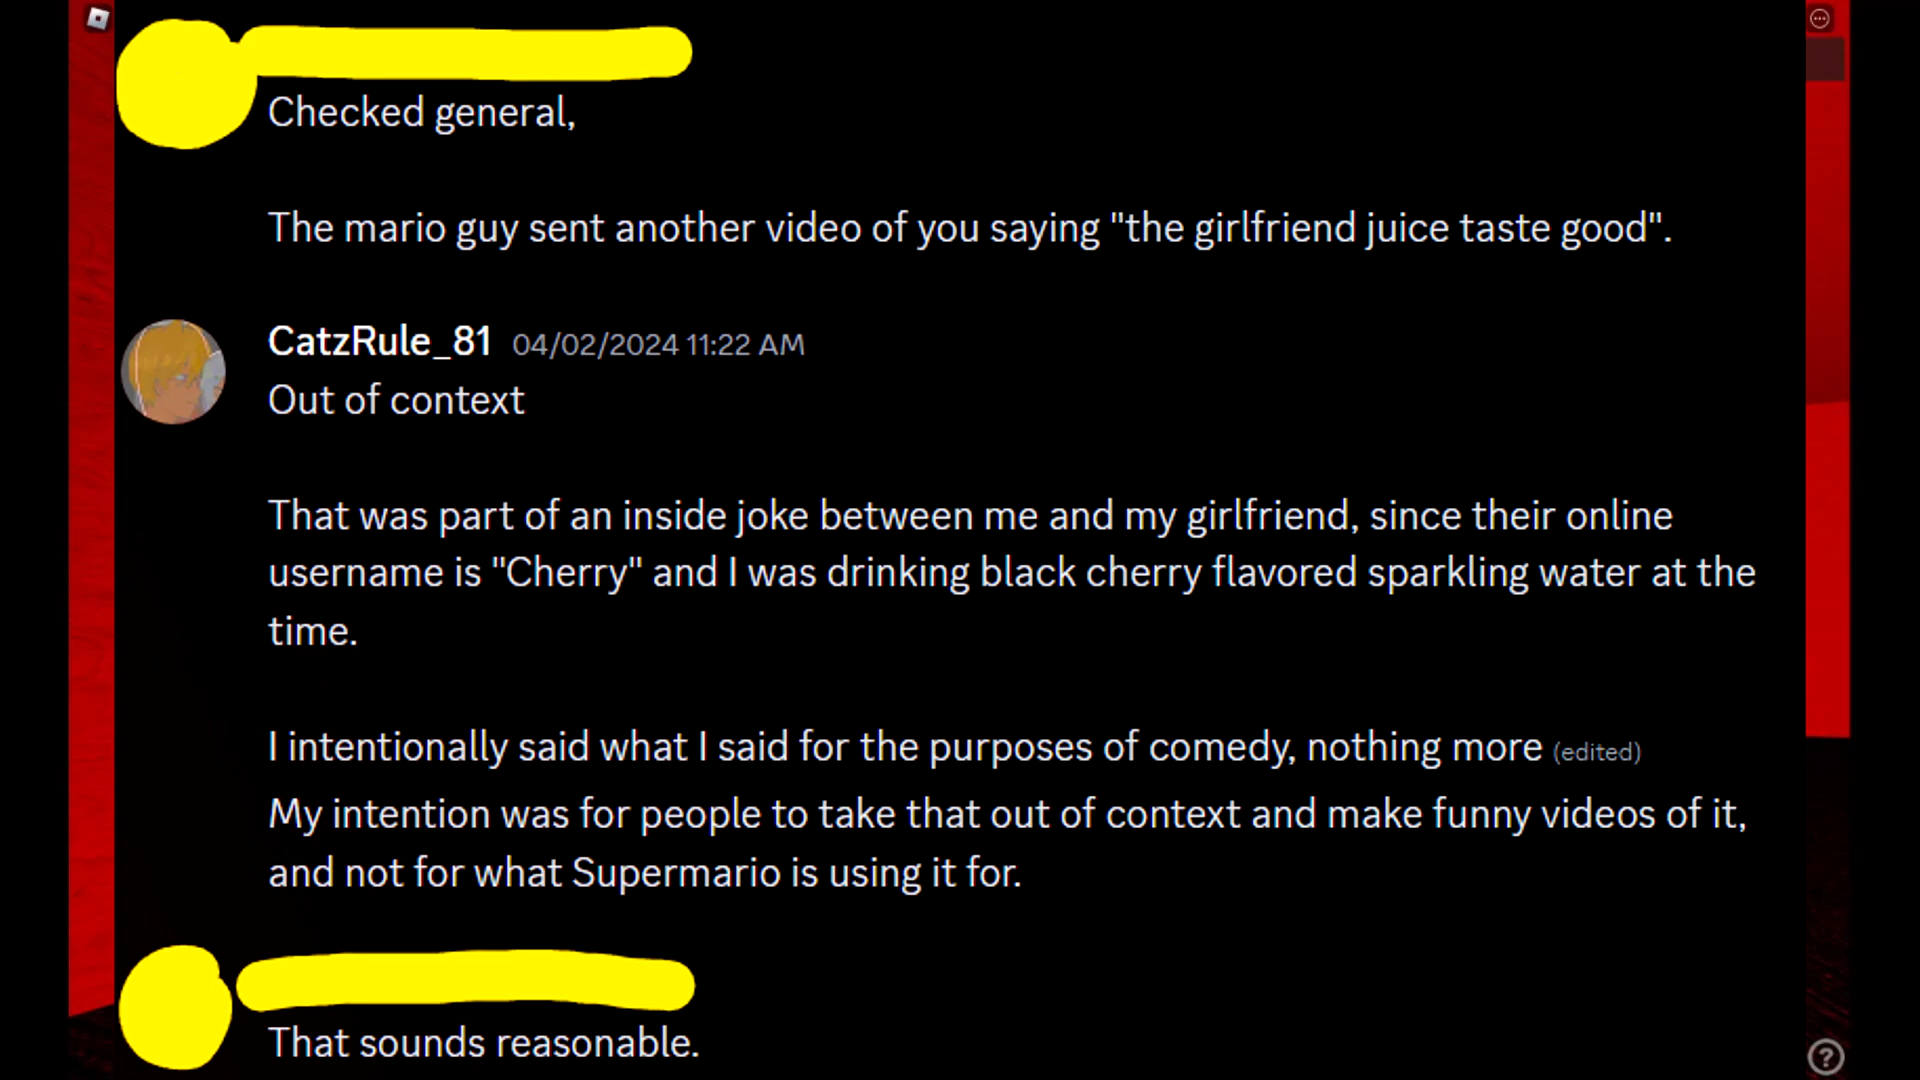 Checked general,
The mario guy sent another video of you saying "the girlfriend juice taste good".
CatzRule_81 04/02/2024 11:22 AM
Out of context
That was part of an inside joke between me and my girlfriend, since their online
username is "Cherry" and I was drinking black cherry flavored sparkling water at the
time.
I intentionally said what I said for the purposes of comedy, nothing more (edited)
My intention was for people to take that out of context and make funny videos of it,
and not for what Supermario is using it for.
That sounds reasonable.